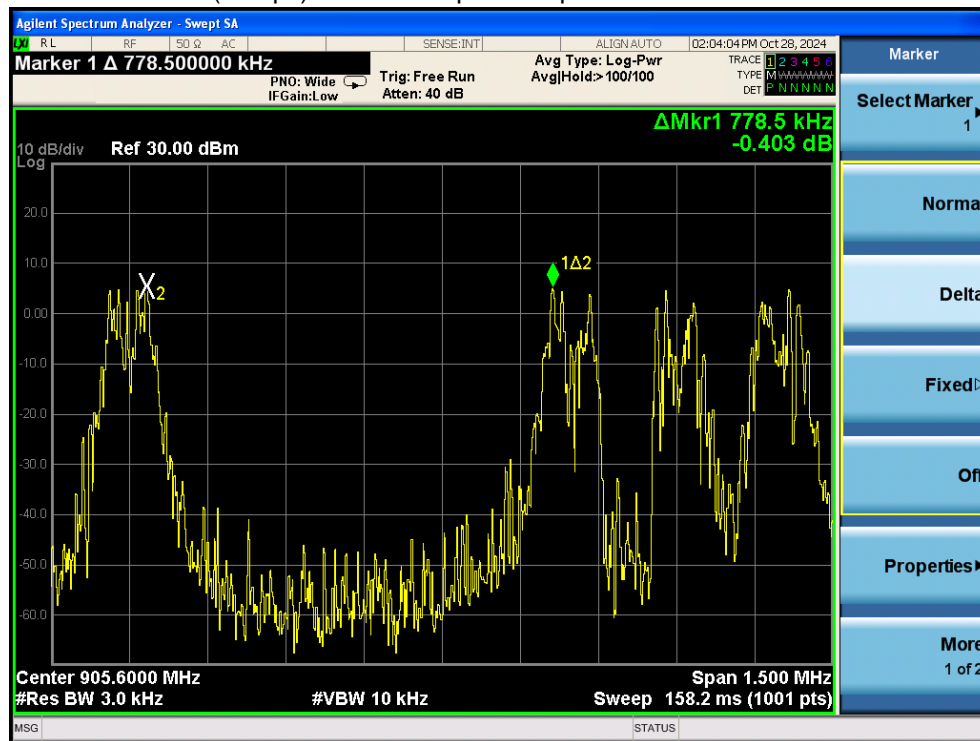 Agilent Spectrum Analyzer - Swept SA
LXI RL RF 50 Ω AC SENSE:INT ALIGNAUTO 02:04:04 PM Oct 28, 2024
Marker 1 Δ 778.500000 kHz
PNO: Wide Trig: Free Run Avg Type: Log-Pwr TRACE 1 2 3 4 5 6
IFGain:Low Atten: 40 dB Avg|Hold:>100/100 TYPE M
DET P N N N N N
ΔMkr1 778.5 kHz
-0.403 dB
10 dB/div Ref 30.00 dBm
Log
20.0
10.0
0.00
-10.0
-20.0
-30.0
-40.0
-50.0
-60.0
X2
1Δ2
Center 905.6000 MHz Span 1.500 MHz
#Res BW 3.0 kHz #VBW 10 kHz Sweep 158.2 ms (1001 pts)
MSG STATUS
Marker
Select Marker
1
Norma
Delta
Fixed
Off
Properties
More
1 of 2